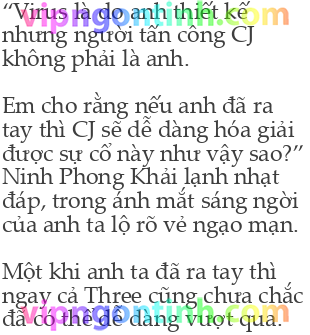 “Virus là do anh thiết kế
nhưng người tấn công CJ
không phải là anh.
Em cho rằng nếu anh đã ra
tay thì CJ sẽ dễ dàng hóa giải
được sự cổ này như vậy sao?”
Ninh Phong Khải lạnh nhạt
đáp, trong ánh mắt sáng ngời
của anh ta lộ rõ vẻ ngạo mạn.
Một khi anh ta đã ra tay thì
ngay cả Three cũng chưa chắc
đã có thể dễ dàng vượt qua.
vipngontinh.com
vipngontinh.com